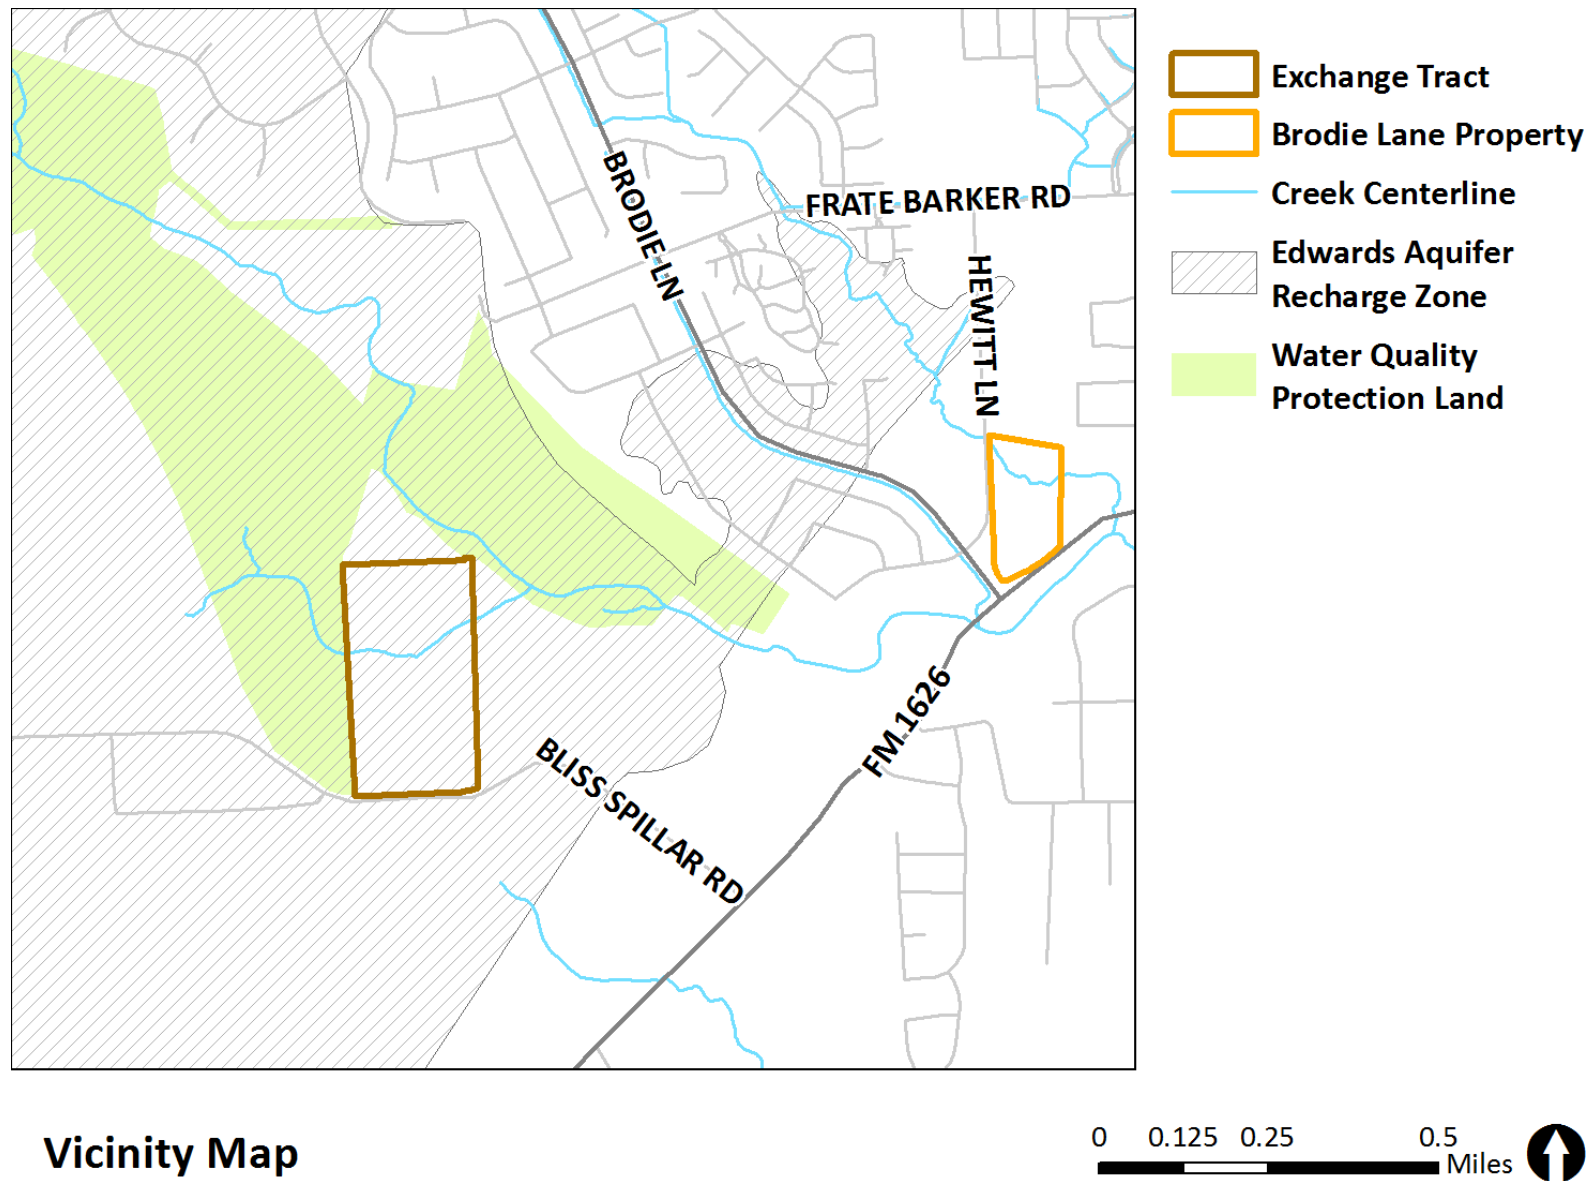 Exchange Tract
Brodie Lane Property
Creek Centerline
Edwards Aquifer
Recharge Zone
Water Quality
Protection Land
BRODIE LN
FRATE BARKER RD
HEWITT LN
FM 1626
BLISS SPILLAR RD
Vicinity Map
0 0.125 0.25 0.5
Miles